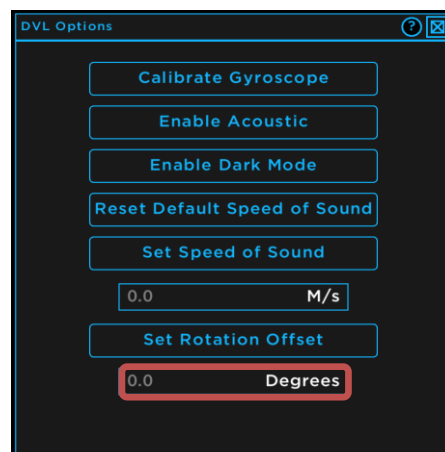 DVL Options ?
Calibrate Gyroscope
Enable Acoustic
Enable Dark Mode
Reset Default Speed of Sound
Set Speed of Sound
0.0 M/s
Set Rotation Offset
0.0 Degrees